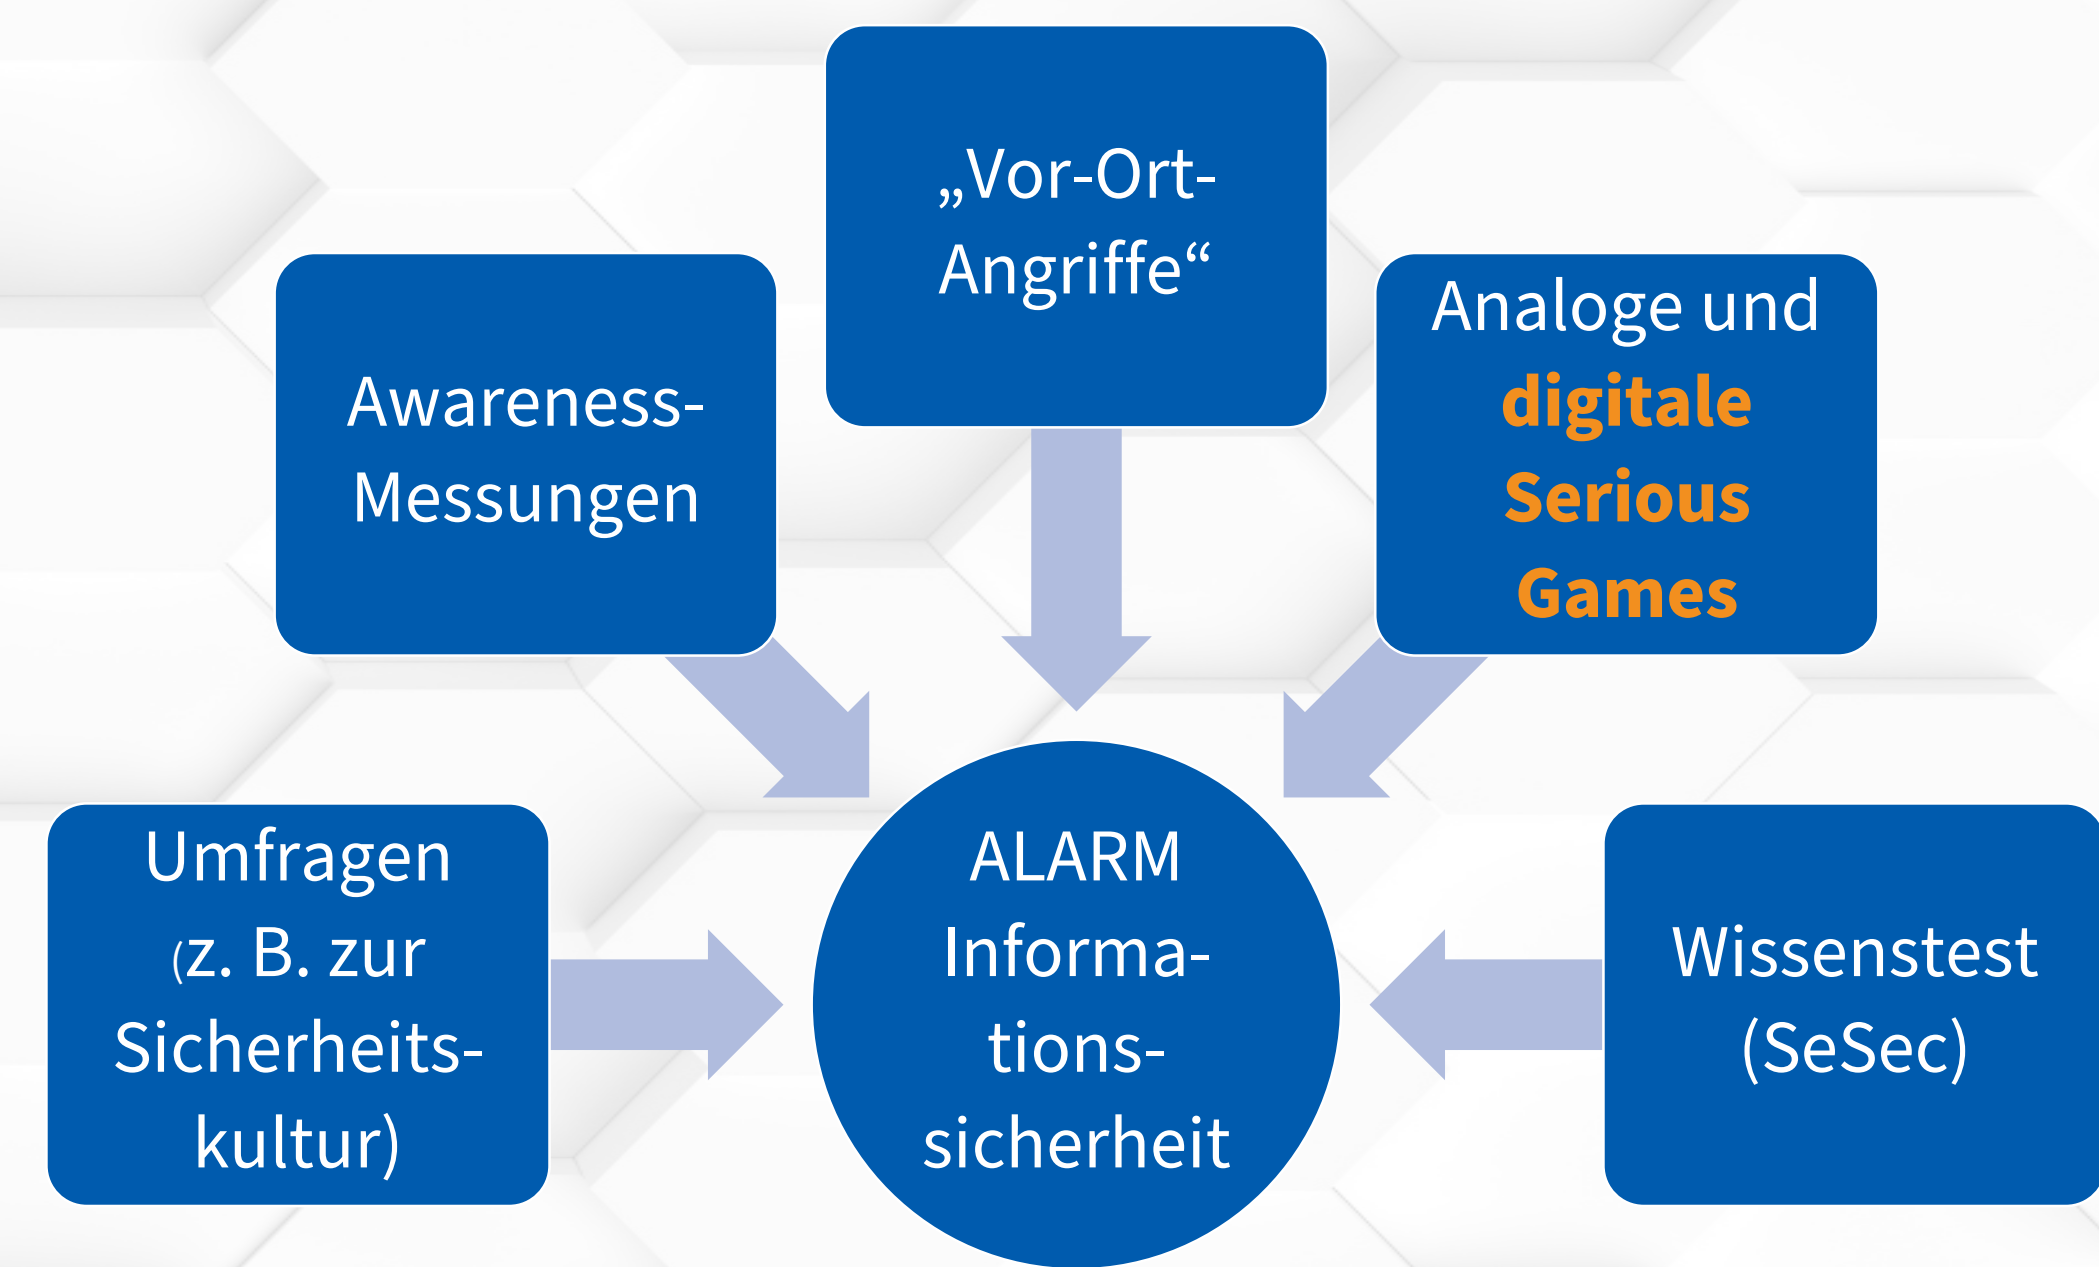 „Vor-Ort-
Angriffe“
Awareness-
Messungen
Analoge und
digitale
Serious
Games
Umfragen
(z. B. zur
Sicherheits-
kultur)
ALARM
Informa-
tions-
sicherheit
Wissenstest
(SeSec)